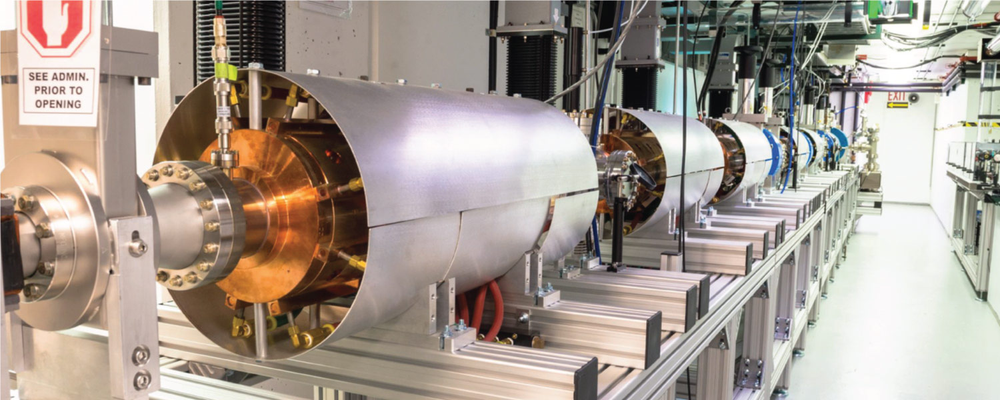 SEE ADMIN.
PRIOR TO
OPENING
EXIT